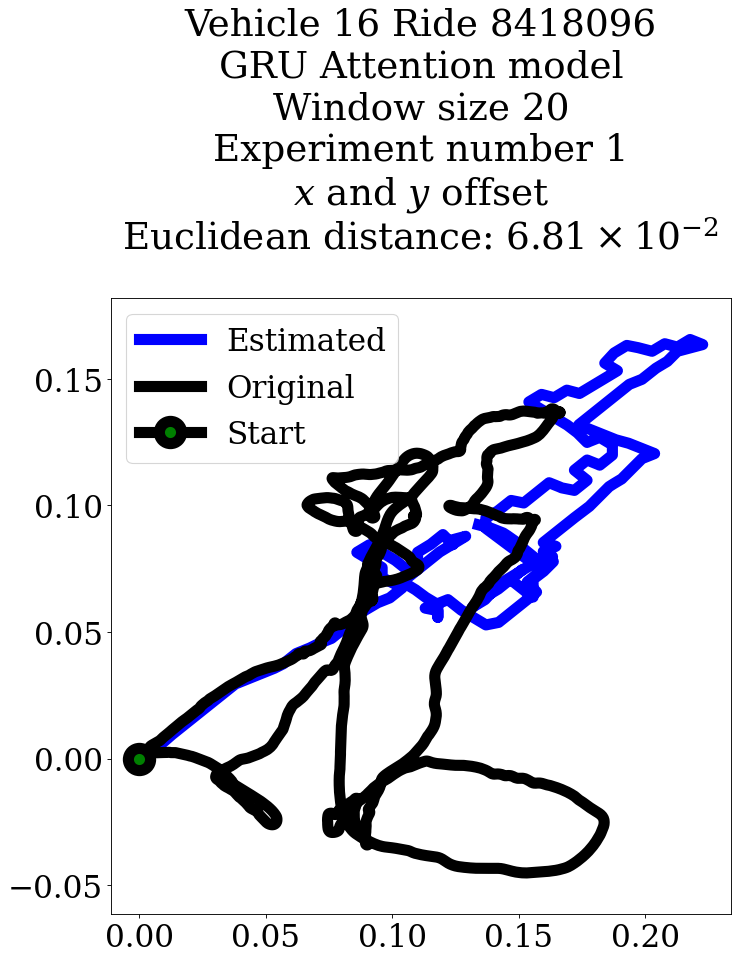 Vehicle 16 Ride 8418096
GRU Attention model
Window size 20
Experiment number 1
x and y offset
Euclidean distance: 6.81 × 10⁻²
Estimated
Original
Start
0.15
0.10
0.05
0.00
−0.05
0.00 0.05 0.10 0.15 0.20